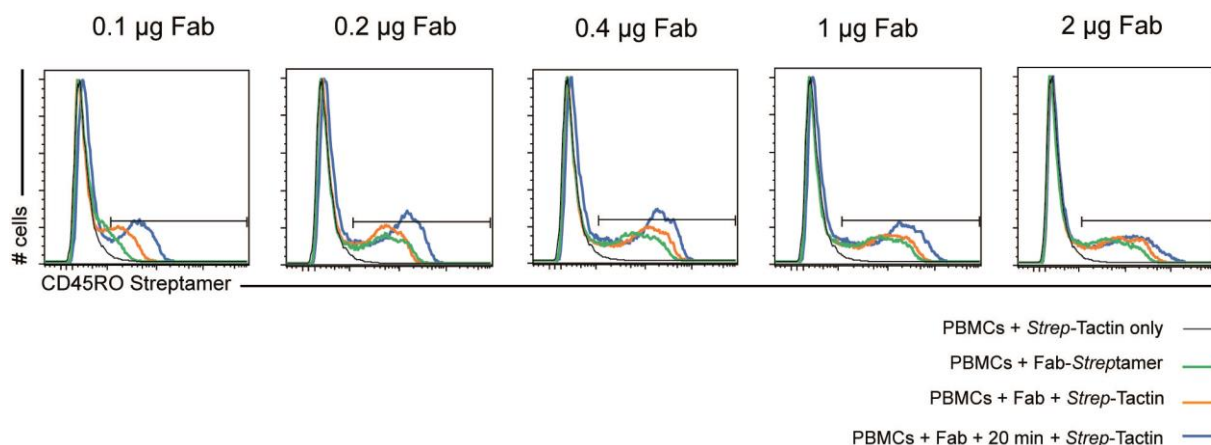 0.1 µg Fab 0.2 µg Fab 0.4 µg Fab 1 µg Fab 2 µg Fab
# cells
CD45RO Streptamer
PBMCs + Strep-Tactin only
PBMCs + Fab-Streptamer
PBMCs + Fab + Strep-Tactin
PBMCs + Fab + 20 min + Strep-Tactin